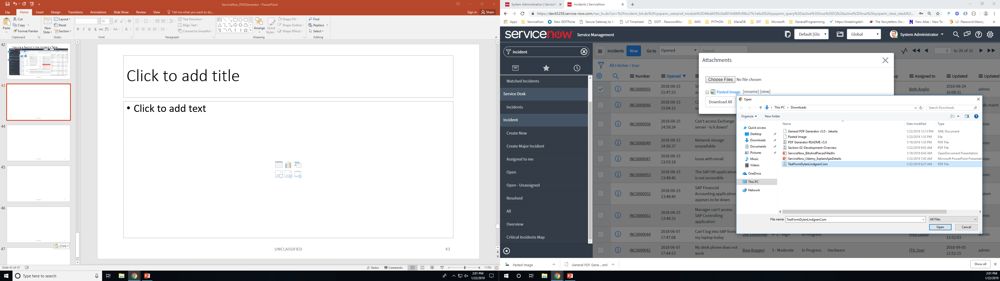 ServiceNow_PDGGenerator - PowerPoint
File Home Insert Design Transitions Animations Slide Show Review View Tell me what you want to do... Sign in Share
Paste
Cut
Copy
Format Painter
New Slide
Layout
Reset
Section
18
Text Direction
Align Text
Convert to SmartArt
Arrange
Quick Styles
Shape Fill
Shape Outline
Shape Effects
Find
Replace
Select
Clipboard Slides Font Paragraph Drawing Editing
42
Viewing a Record in the Incident's Table ...
43
44
45
46
47
(Ctrl)
Click to add title
• Click to add text
UNCLASSIFIED 43
Slide 43 of 47 Notes Comments 115%
Type here to search
2:01 PM
1/22/2019
System Administration | ServiceN
Incidents | ServiceNow
https://dev65258.service-now.com/nav_to.do?uri=%2Fincident_list.do%3Fsysparm_userpref_module%3D4fed4395c0a8016400fcf06c27b1e6c6%26sysparm_query%3Dactive%3Dtrue%5EEQ%26active%3Dtrue%26sysparm_clear_stack%3...
Apps ServiceNow New GDITPorta Secure Gateway to N L3 Timesheet GDIT - PasswordMan AWS PYTHON MariaDB GIT Microsoft GeneralProgramming https://breakingdefe The Storytellers: Dece New Atlas - New Tec L3 -Password Manag
servicenow Service Management
Default [Glo Global System Administrator
incident
Watched Incidents
Service Desk
Incidents
Incident
Create New
Create Major Incident
Assigned to me
Open
Open - Unassigned
Resolved
All
Overview
Critical Incidents Map
Incidents New Go to Opened Search 1 to 20 of 31
All > Active = true
Number Opened up Assigned to Updated Updated
INC0000055 2018-08-15 21:47:23 Beth Anglin 2018-08-29 16:08:31 admin
INC0000046 2018-08-15 15:04:15 de.maint
INC0000050 2018-08-15 14:58:24 Can't access Exchange server - is it down? min
INC0000049 2018-08-15 14:56:37 Network storage unavailable min
INC0000047 2018-08-15 13:53:18 Issue with email min
INC0000053 2018-08-15 13:48:46 The SAP HR application is not accessible min
INC0000052 2018-08-15 13:48:40 SAP Financial Accounting application appears to be down stem
INC0000051 2018-08-15 13:48:32 Manager can't access SAP Controlling application min
INC0000044 2018-06-07 17:47:08 Can't log into SAP from my laptop today Joe Employee 2 - High In Progress Fred Luddy 12:52:03 admin
INC0000041 2018-06-07 17:44:53 My desk phone does not work Bow Ruggeri 3 - Moderate In Progress Hardware ITIL User 2018-09-05 12:52:15 admin
Attachments
Choose Files No file chosen
Pasted Image [rename] [view]
Download All
Open
This PC > Downloads
Search Downloads
Organize New folder
Quick access
Desktop
Downloads
Documents
Pictures
Music
Videos
OneDrive
This PC
Network
Name Date modified Type
General PDF Generator v5.0 - Jakarta 1/22/2019 12:13 PM XML Document
Pasted Image 1/22/2019 1:53 PM File
PDF Generator README v5.0 1/18/2019 1:53 PM PDF File
Section-02-Development-Overview 1/22/2019 9:03 AM PDF File
ServiceNow_BitsAndPiecesFilledIn 1/18/2019 8:43 AM OpenDocument Presentation
ServiceNow_Udemy_ExplainAjaxDetails 1/22/2019 7:43 AM Microsoft PowerPoint Presentati
TestFormDylanLindgrenCom 1/22/2019 8:27 AM PDF File
File name: TestFormDylanLindgrenCom All Files
Open Cancel
Pasted Image General PDF Gene....xml Show all
2:01 PM
1/22/2019